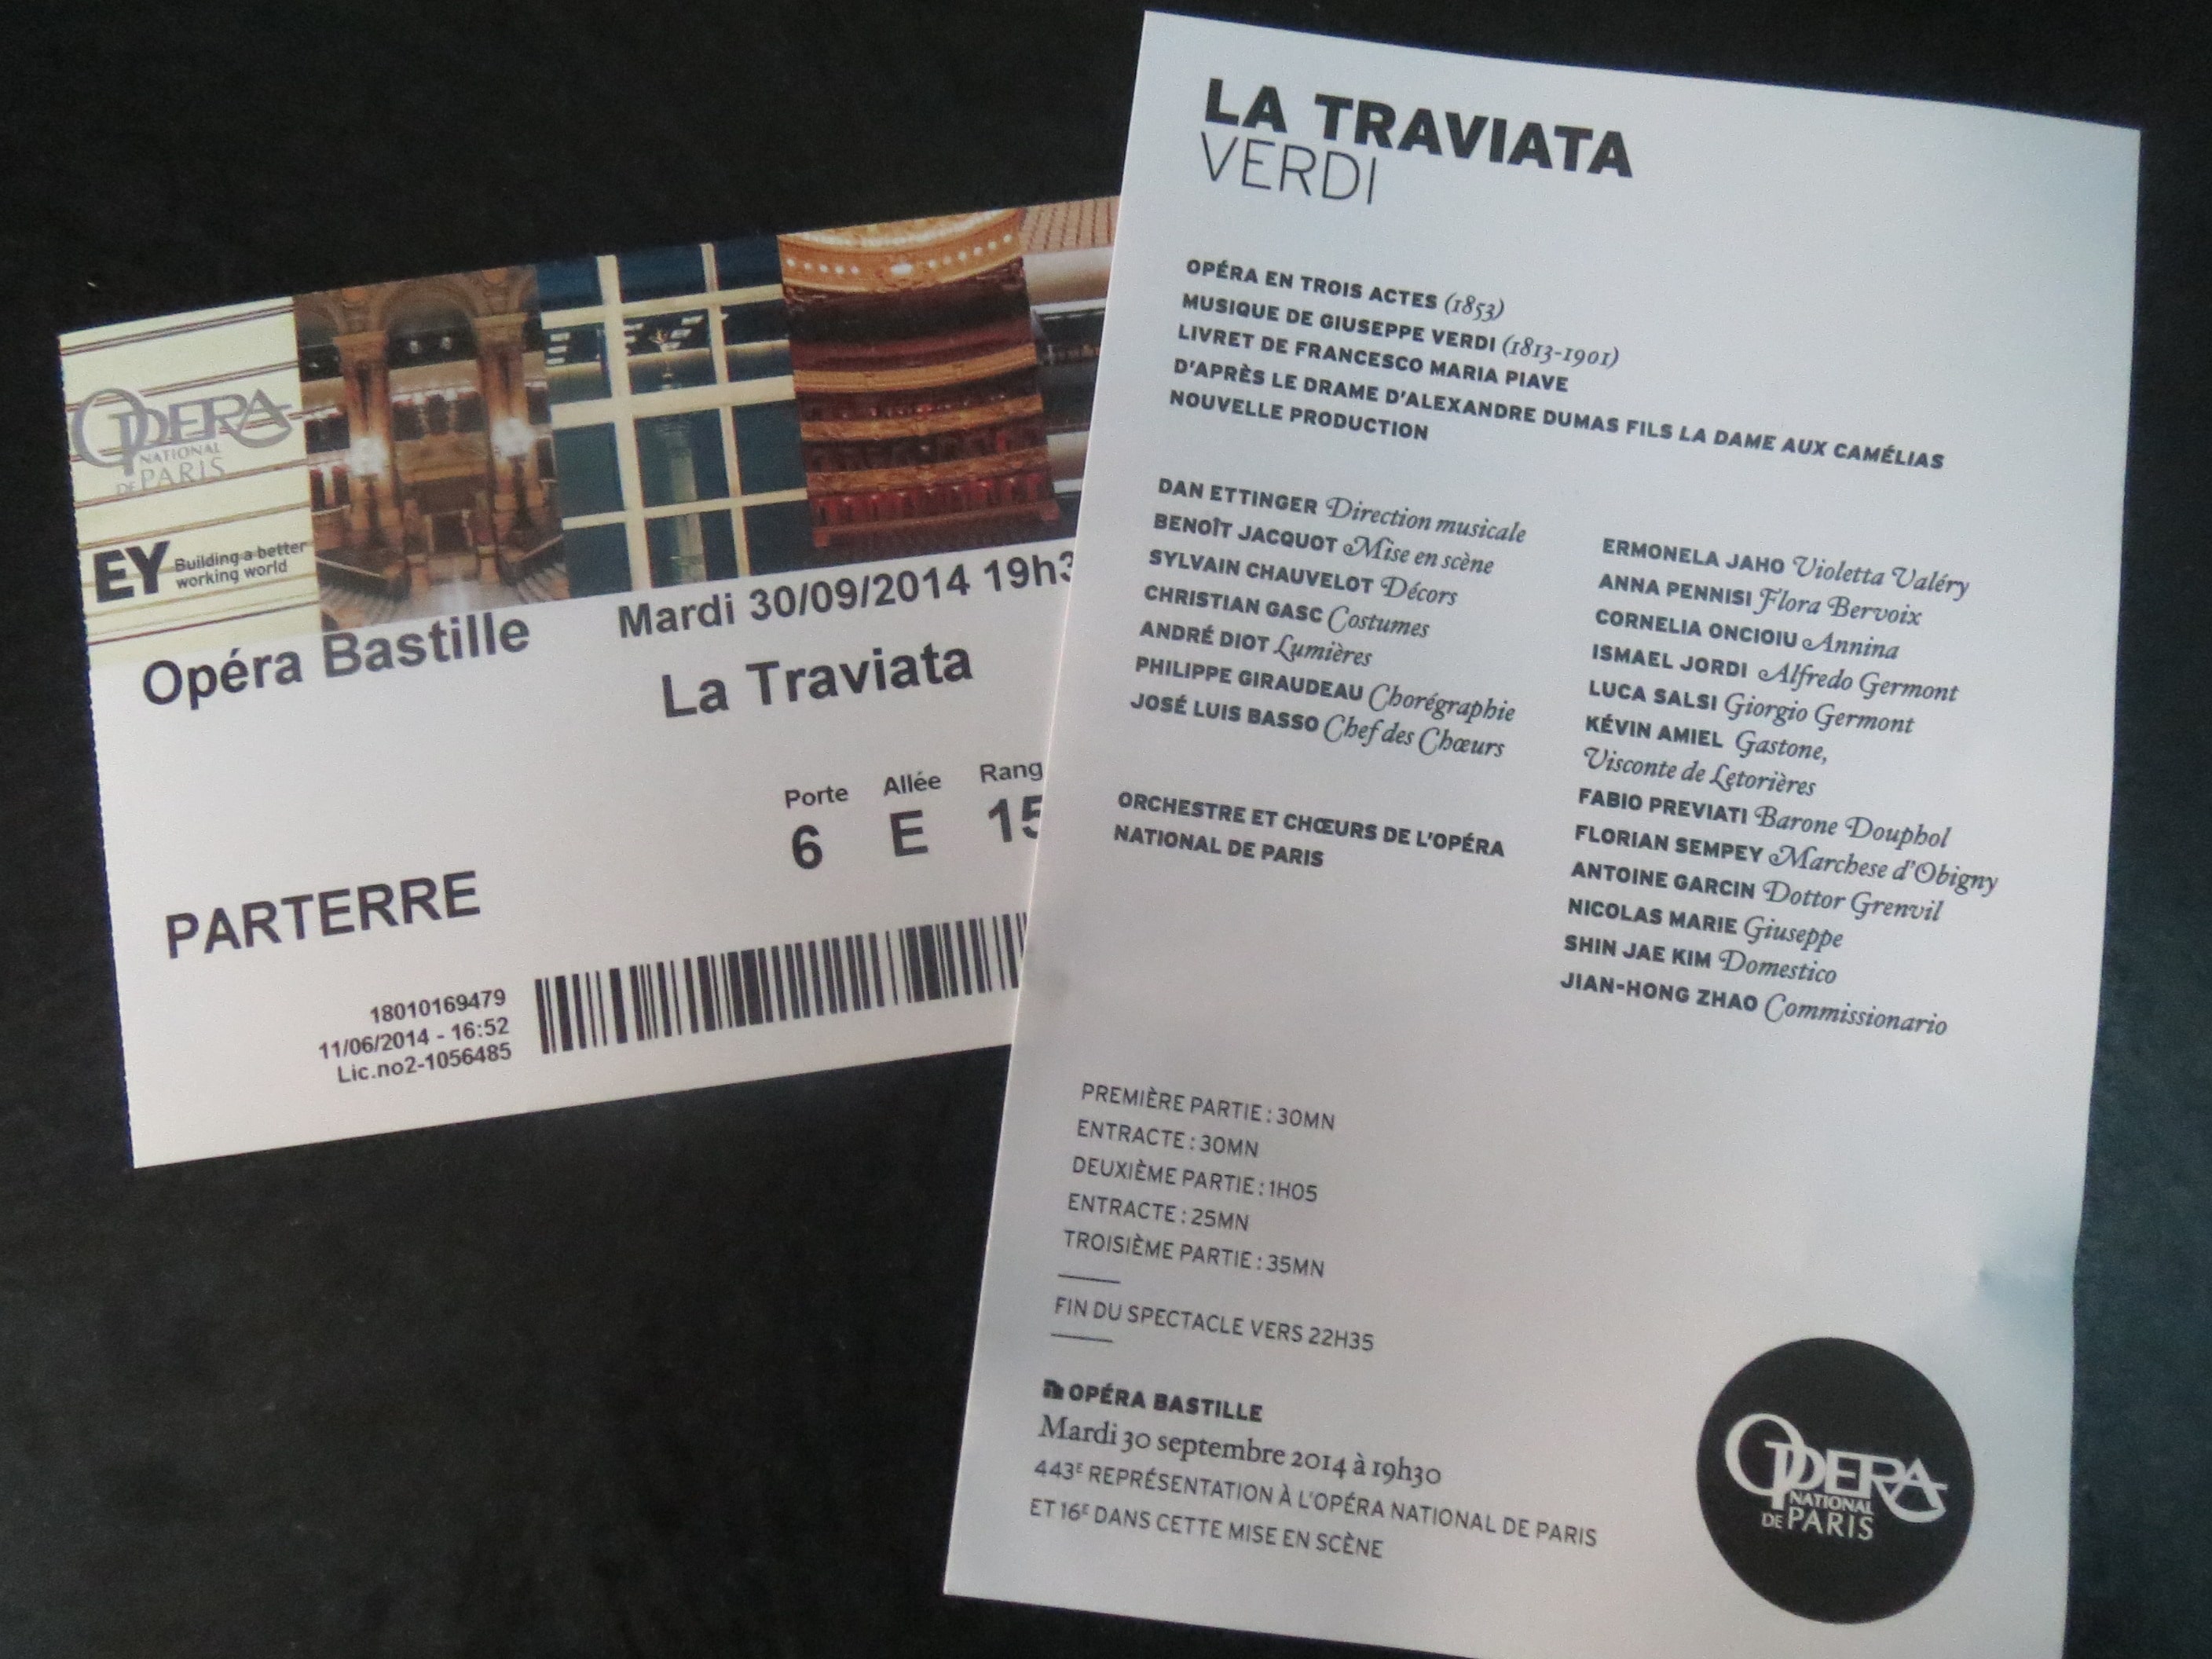 OPERA
NATIONAL
DE PARIS
EY Building a better
working world
Opéra Bastille
Mardi 30/09/2014 19h3
La Traviata
Porte Allée Rang
6 E 15
PARTERRE
18010169479
11/06/2014 - 16:52
Lic.no2-1056485
LA TRAVIATA
VERDI
OPÉRA EN TROIS ACTES (1853)
MUSIQUE DE GIUSEPPE VERDI (1813-1901)
LIVRET DE FRANCESCO MARIA PIAVE
D'APRÈS LE DRAME D'ALEXANDRE DUMAS FILS LA DAME AUX CAMÉLIAS
NOUVELLE PRODUCTION
DAN ETTINGER Direction musicale
BENOÎT JACQUOT Mise en scène
SYLVAIN CHAUVELOT Décors
CHRISTIAN GASC Costumes
ANDRÉ DIOT Lumières
PHILIPPE GIRAUDEAU Chorégraphie
JOSÉ LUIS BASSO Chef des Chœurs
ORCHESTRE ET CHŒURS DE L'OPÉRA
NATIONAL DE PARIS
ERMONELA JAHO Violetta Valéry
ANNA PENNISI Flora Bervoix
CORNELIA ONCIOIU Annina
ISMAEL JORDI Alfredo Germont
LUCA SALSI Giorgio Germont
KÉVIN AMIEL Gastone,
Visconte de Letorières
FABIO PREVIATI Barone Douphol
FLORIAN SEMPEY Marchese d'Obigny
ANTOINE GARCIN Dottor Grenvil
NICOLAS MARIE Giuseppe
SHIN JAE KIM Domestico
JIAN-HONG ZHAO Commissionario
PREMIÈRE PARTIE : 30MN
ENTRACTE : 30MN
DEUXIÈME PARTIE : 1H05
ENTRACTE : 25MN
TROISIÈME PARTIE : 35MN
FIN DU SPECTACLE VERS 22H35
OPÉRA BASTILLE
Mardi 30 septembre 2014 à 19h30
443E REPRÉSENTATION À L'OPÉRA NATIONAL DE PARIS
ET 16E DANS CETTE MISE EN SCÈNE
OPERA
NATIONAL
DE PARIS